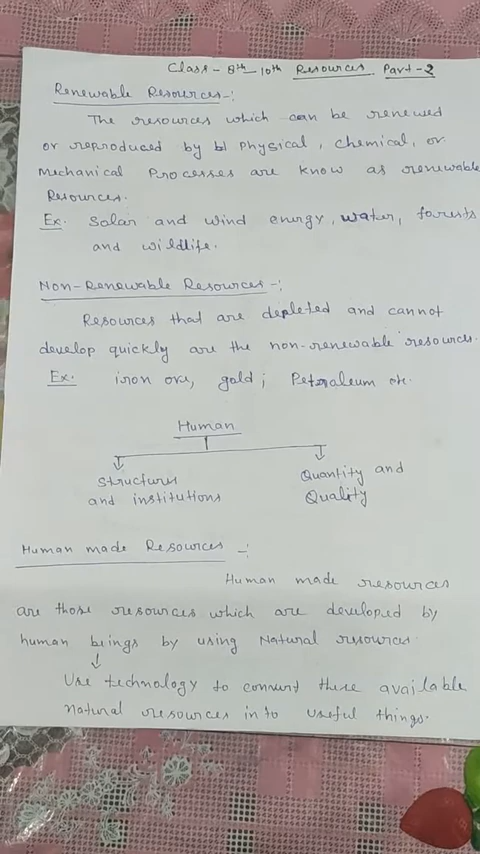 Class - 8th - 10th Resources Part-2
Renewable Resources -:
The resources which can be renewed
or reproduced by Physical, chemical, or
Mechanical Processes are know as renewable
Resources.
Ex. Solar and wind energy, water, forests
and wildlife.
Non-Renewable Resources -:
Resources that are depleted and cannot
develop quickly are the non-renewable resources.
Ex. iron ore, gold; Petroleum etc.
Human
Structures
and institutions
Quantity and
Quality
Human made Resources -:
Human made resources
are those resources which are developed by
human beings by using Natural resources.
Use technology to convert these available
natural resources in to useful things.